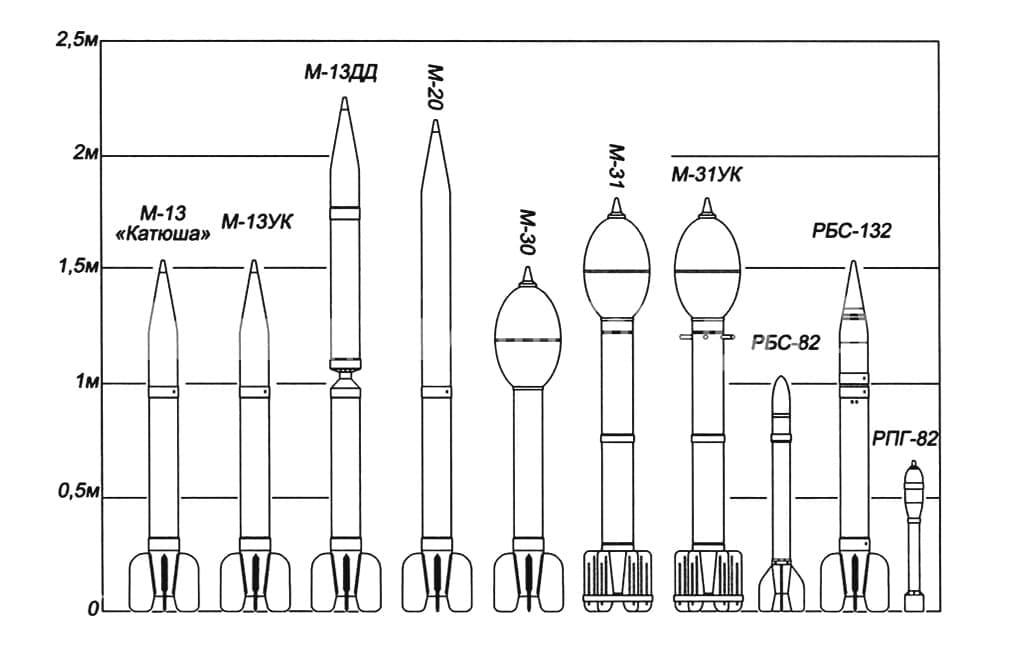 2,5м
М-13ДД
М-20
2м
М-31
М-31УК
М-13
«Катюша»
М-13УК
М-30
РБС-132
1,5м
РБС-82
1м
РПГ-82
0,5м
0